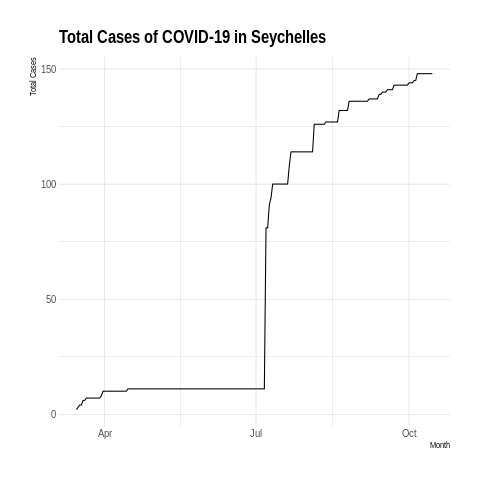 Total Cases of COVID-19 in Seychelles
Total Cases
150
100
50
0
Apr Jul Oct
Month